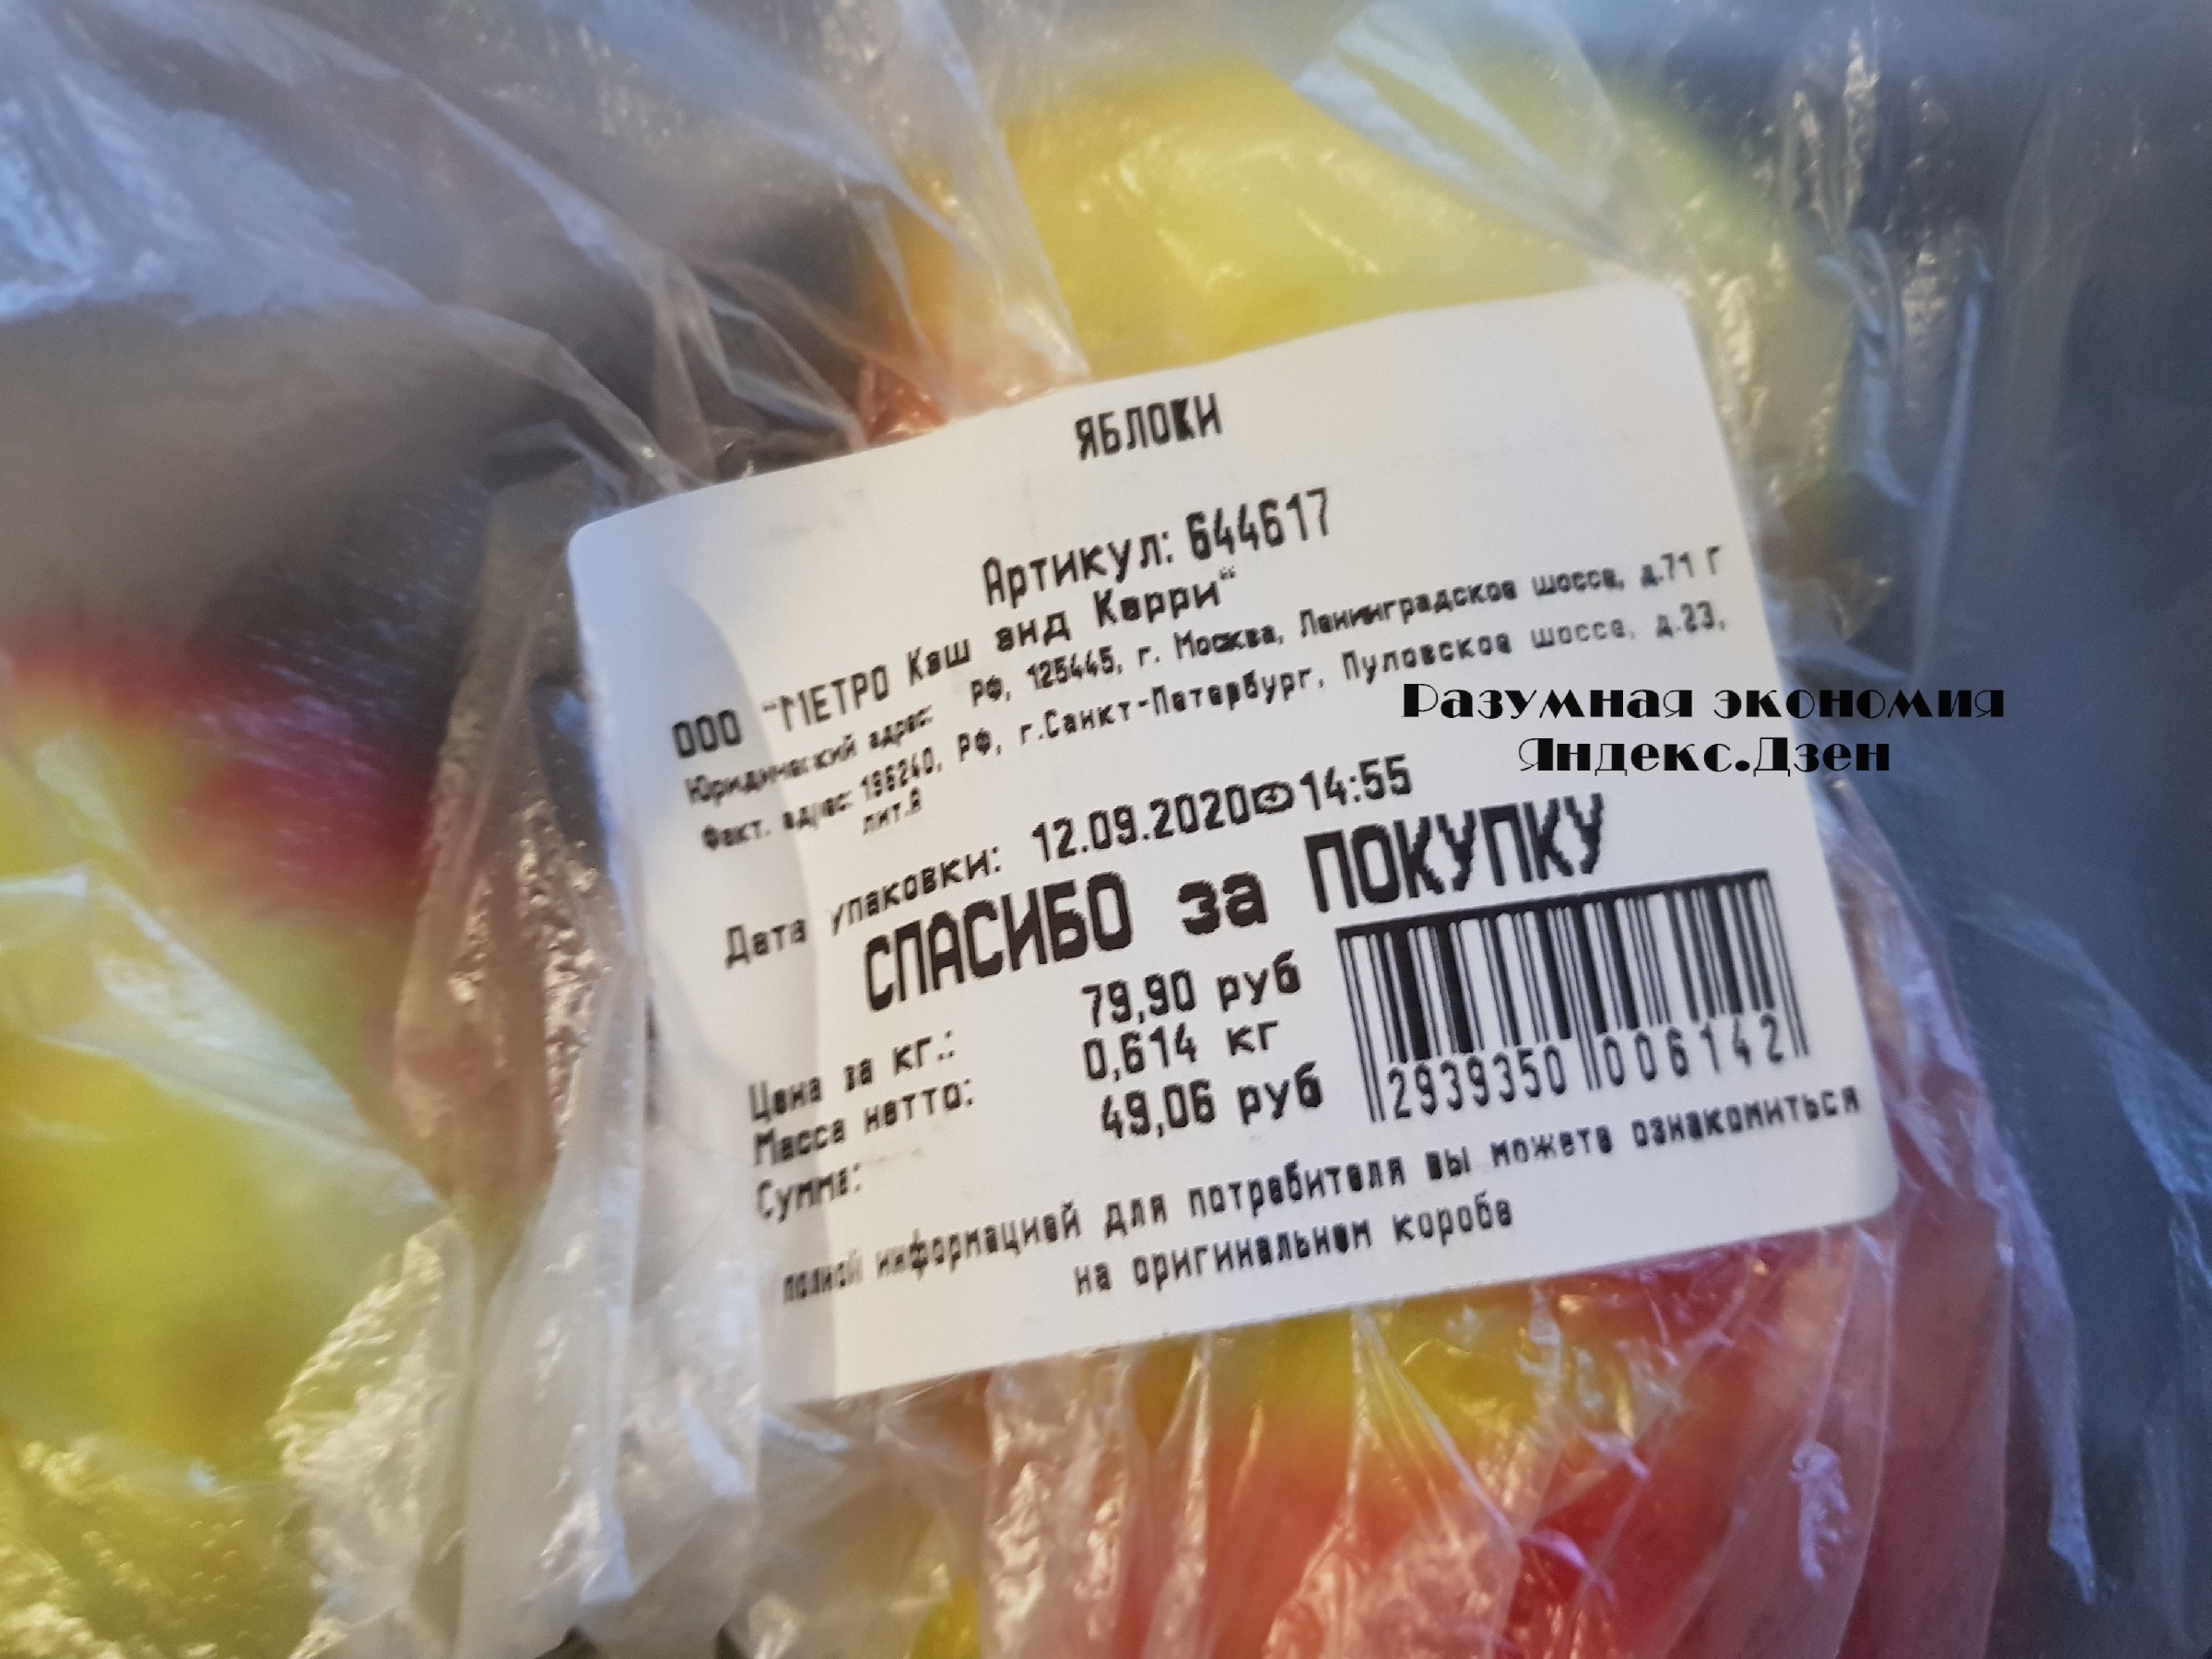 ЯБЛОКИ
Артикул: 644617
ООО "МЕТРО Кэш энд Керри"
Юридический адрес: РФ, 125445, г. Москва, Ленинградское шоссе, д.71 Г
Факт. адрес: 196240, РФ, г.Санкт-Петербург, Пуловское шоссе, д.23,
лит.А
Разумная экономия
Яндекс.Дзен
Дата упаковки: 12.09.2020 14:55
СПАСИБО за ПОКУПКУ
Цена за кг.: 79,90 руб
Масса нетто: 0,614 кг
Сумма: 49,06 руб
2939350 006142
полной информацией для потребителя вы можете ознакомиться
на оригинальном коробе